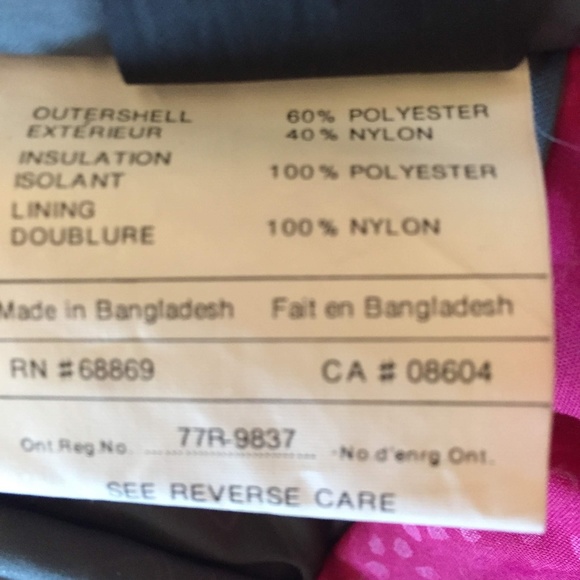 OUTERSHELL 60% POLYESTER
EXTÉRIEUR 40% NYLON
INSULATION
ISOLANT 100% POLYESTER
LINING
DOUBLURE 100% NYLON
Made in Bangladesh Fait en Bangladesh
RN #68869 CA # 08604
Ont.Reg.No. 77R-9837 No.d'enrg.Ont.
SEE REVERSE CARE